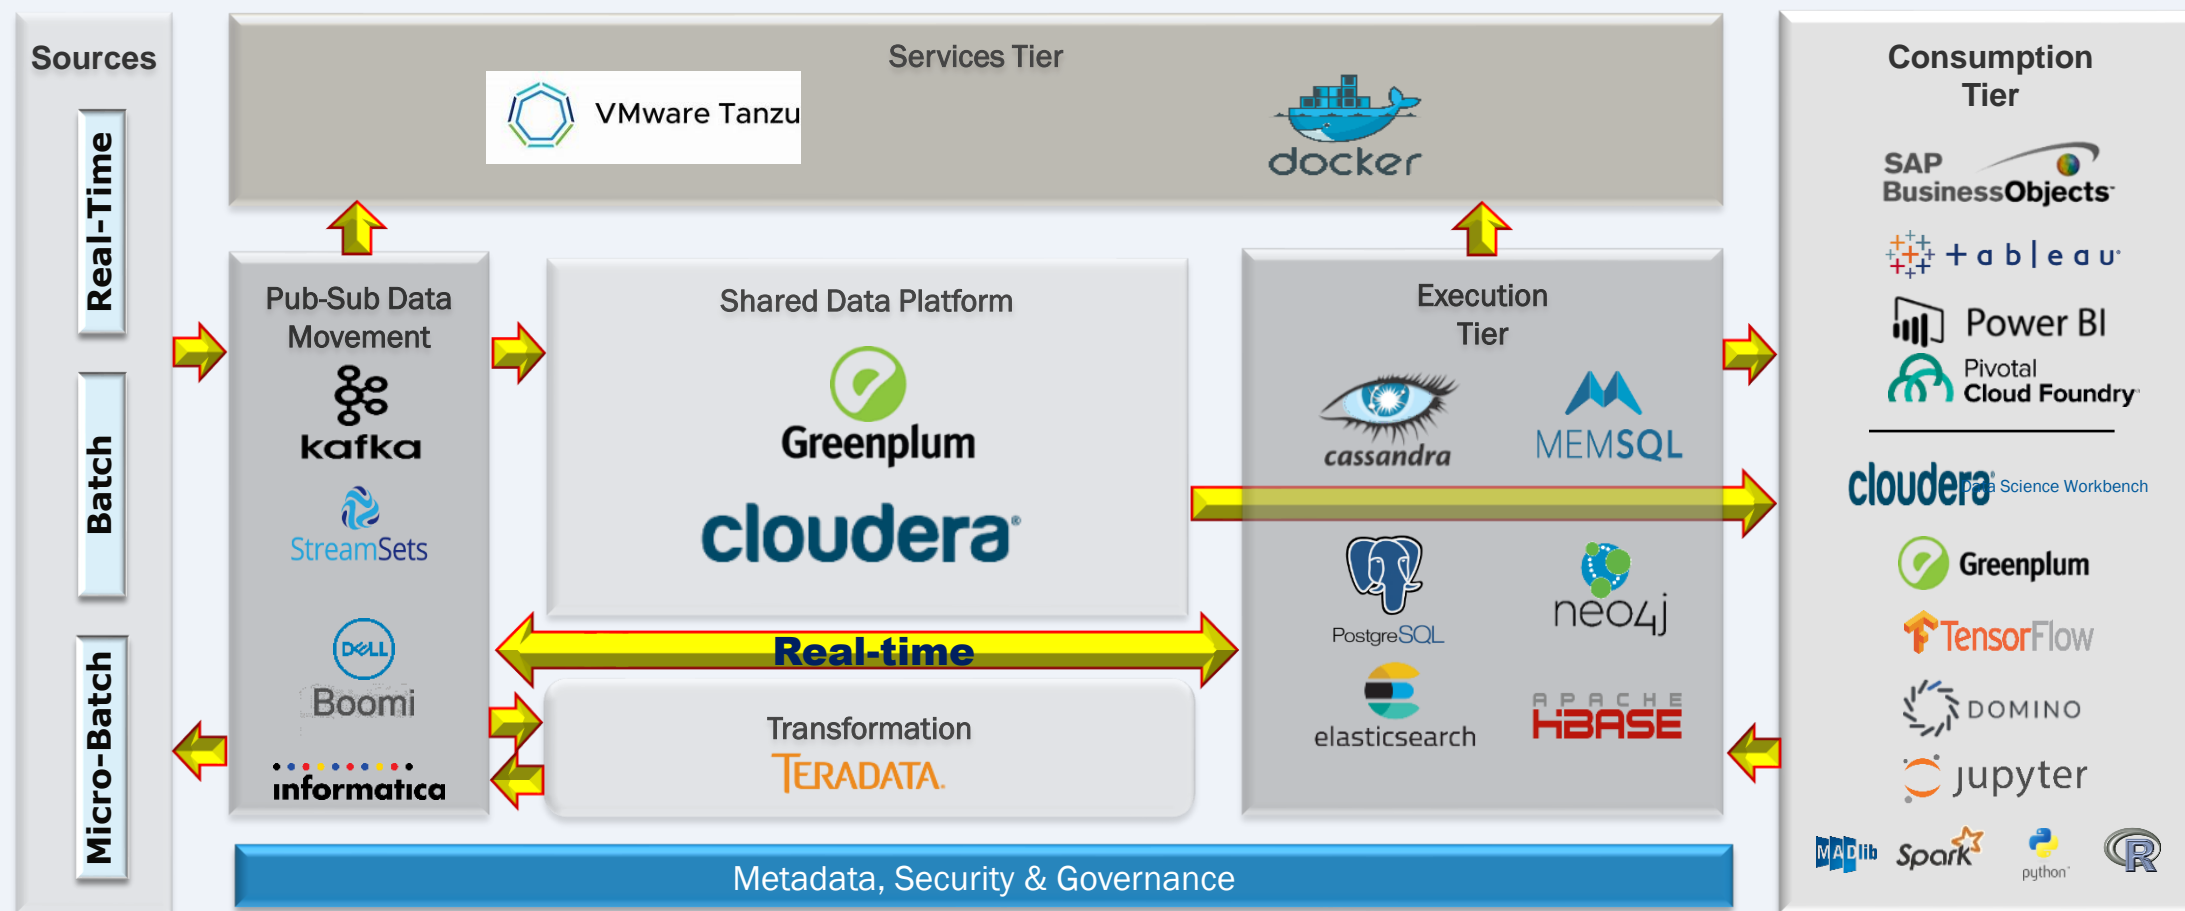 Sources
Real-Time
Batch
Micro-Batch
Services Tier
VMware Tanzu
docker
Pub-Sub Data
Movement
kafka
StreamSets
DELL
Boomi
informatica
Shared Data Platform
Greenplum
cloudera
Real-time
Transformation
TERADATA.
Execution
Tier
cassandra
MEMSQL
PostgreSQL
neo4j
elasticsearch
APACHE
HBASE
Metadata, Security & Governance
Consumption
Tier
SAP
BusinessObjects™
+ableau
Power BI
Pivotal
Cloud Foundry
cloudera Data Science Workbench
Greenplum
TensorFlow
DOMINO
jupyter
MADlib
Spark
python
R